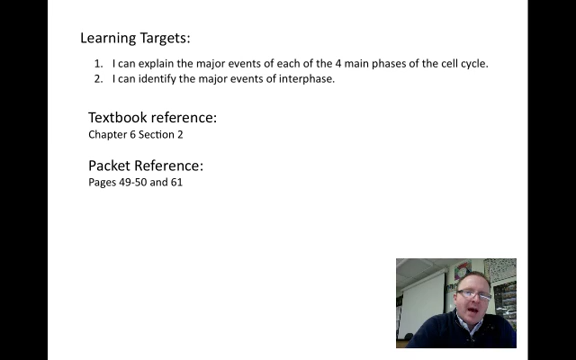 Learning Targets:
1. I can explain the major events of each of the 4 main phases of the cell cycle.
2. I can identify the major events of interphase.
Textbook reference:
Chapter 6 Section 2
Packet Reference:
Pages 49-50 and 61